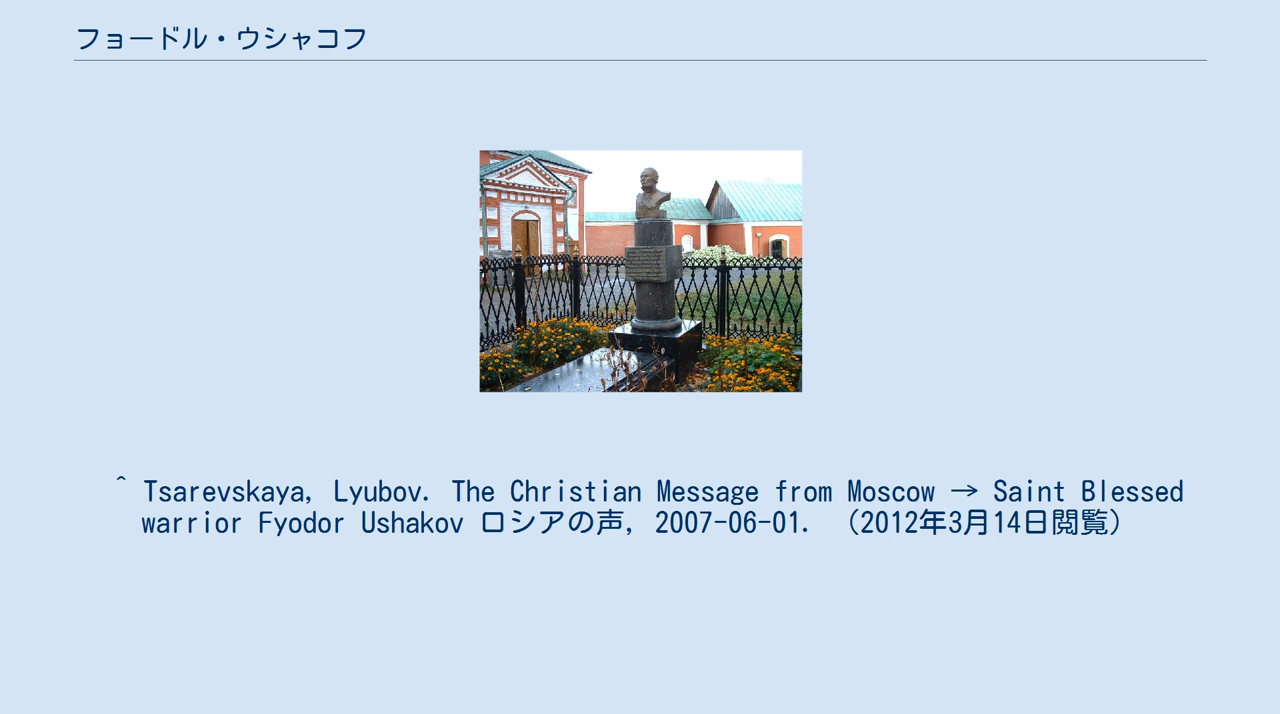 フョードル・ウシャコフ
^ Tsarevskaya, Lyubov. The Christian Message from Moscow → Saint Blessed
warrior Fyodor Ushakov ロシアの声, 2007-06-01. （2012年3月14日閲覧）